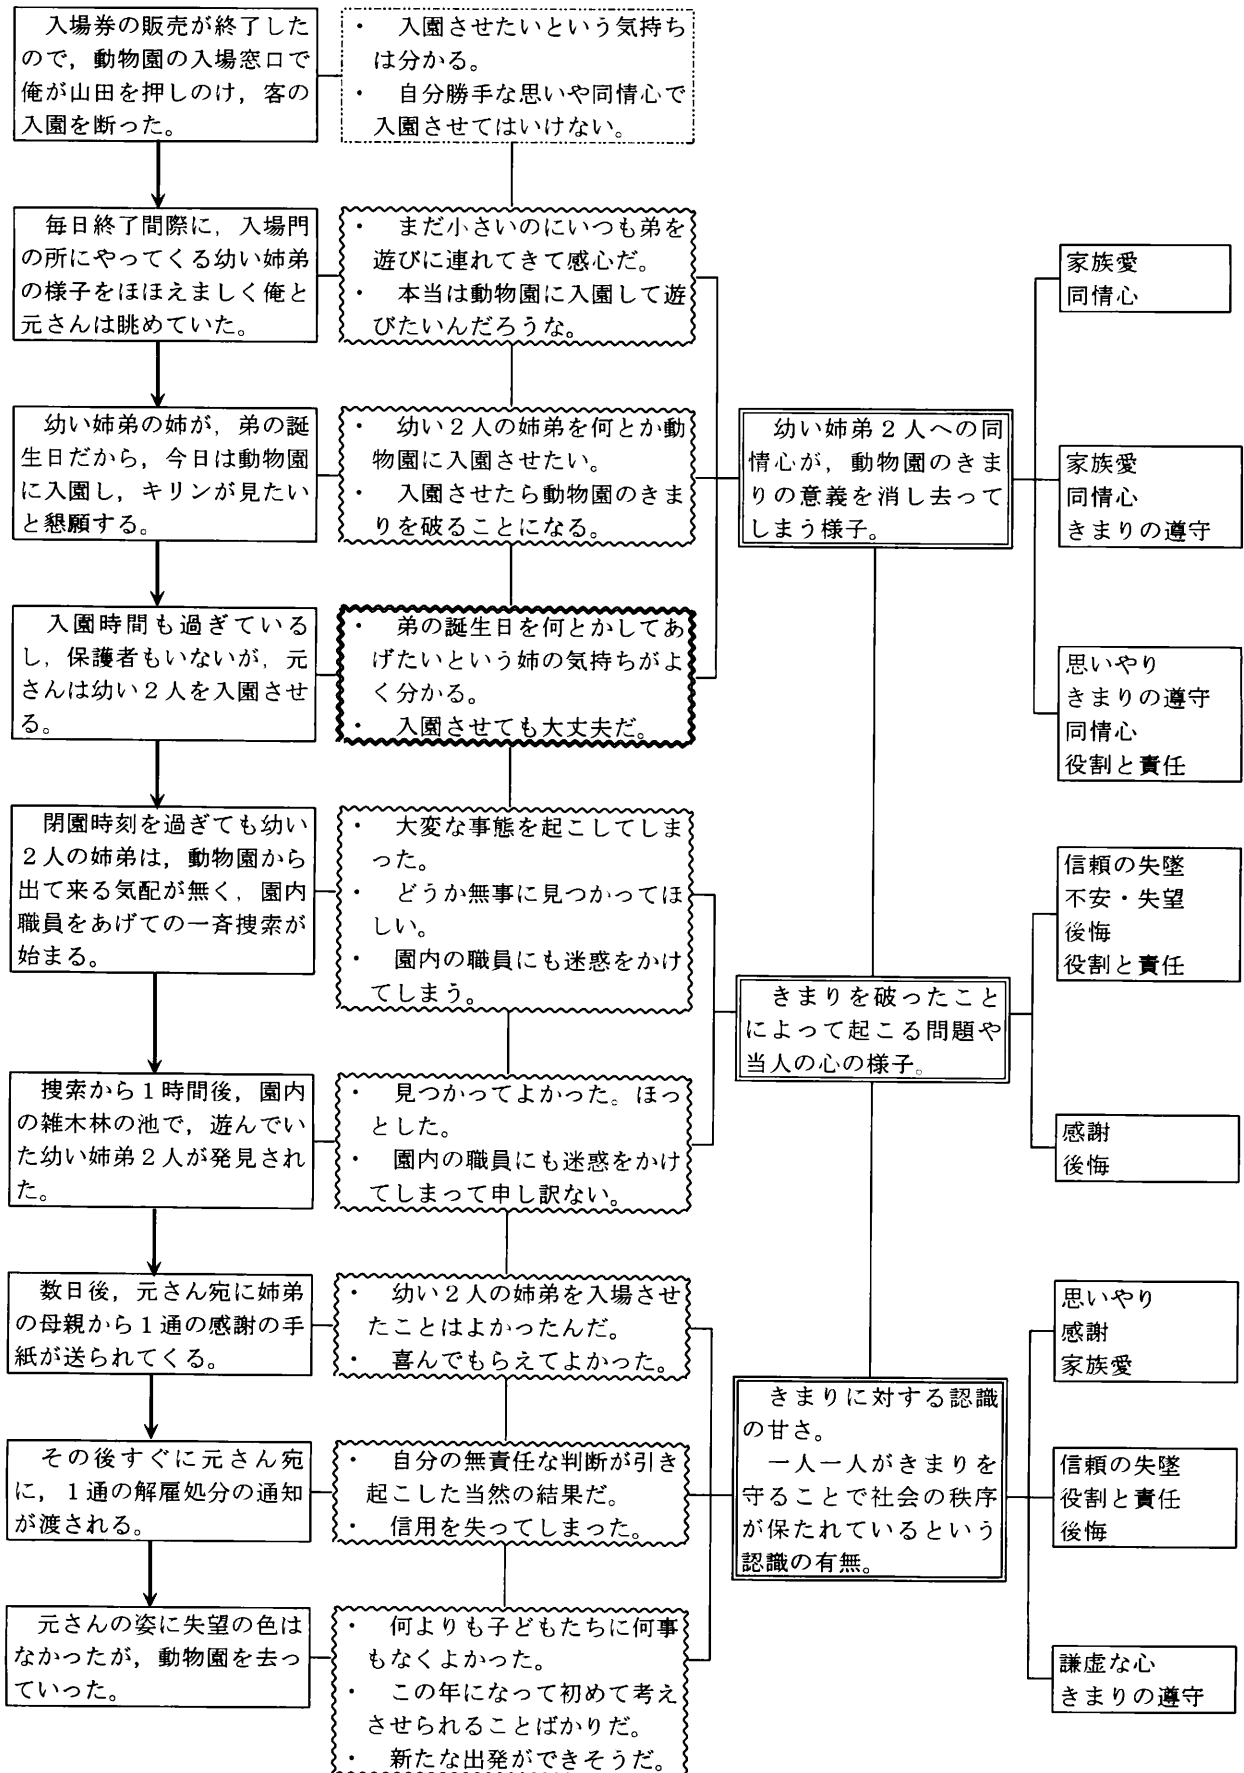 入場券の販売が終了した
ので，動物園の入場窓口で
俺が山田を押しのけ，客の
入園を断った。
・　入園させたいという気持ち
は分かる。
・　自分勝手な思いや同情心で
入園させてはいけない。
毎日終了間際に，入場門
の所にやってくる幼い姉弟
の様子をほほえましく俺と
元さんは眺めていた。
・　まだ小さいのにいつも弟を
遊びに連れてきて感心だ。
・　本当は動物園に入園して遊
びたいんだろうな。
家族愛
同情心
幼い姉弟の姉が，弟の誕
生日だから，今日は動物園
に入園し，キリンが見たい
と懇願する。
・　幼い２人の姉弟を何とか動
物園に入園させたい。
・　入園させたら動物園のきま
りを破ることになる。
幼い姉弟２人への同
情心が，動物園のきま
りの意義を消し去って
しまう様子。
家族愛
同情心
きまりの遵守
入園時間も過ぎている
し，保護者もいないが，元
さんは幼い２人を入園させ
る。
・　弟の誕生日を何とかしてあ
げたいという姉の気持ちがよ
く分かる。
・　入園させても大丈夫だ。
思いやり
きまりの遵守
同情心
役割と責任
閉園時刻を過ぎても幼い
２人の姉弟は，動物園から
出て来る気配が無く，園内
職員をあげての一斉捜索が
始まる。
・　大変な事態を起こしてしま
った。
・　どうか無事に見つかってほ
しい。
・　園内の職員にも迷惑をかけ
てしまう。
信頼の失墜
不安・失望
後悔
役割と責任
きまりを破ったこと
によって起こる問題や
当人の心の様子。
捜索から１時間後，園内
の雑木林の池で，遊んでい
た幼い姉弟２人が発見され
た。
・　見つかってよかった。ほっ
とした。
・　園内の職員にも迷惑をかけ
てしまって申し訳ない。
感謝
後悔
数日後，元さん宛に姉弟
の母親から１通の感謝の手
紙が送られてくる。
・　幼い２人の姉弟を入場させ
たことはよかったんだ。
・　喜んでもらえてよかった。
思いやり
感謝
家族愛
きまりに対する認識
の甘さ。
一人一人がきまりを
守ることで社会の秩序
が保たれているという
認識の有無。
その後すぐに元さん宛
に，１通の解雇処分の通知
が渡される。
・　自分の無責任な判断が引き
起こした当然の結果だ。
・　信用を失ってしまった。
信頼の失墜
役割と責任
後悔
元さんの姿に失望の色は
なかったが，動物園を去っ
ていった。
・　何よりも子どもたちに何事
もなくよかった。
・　この年になって初めて考え
させられることばかりだ。
・　新たな出発ができそうだ。
謙虚な心
きまりの遵守